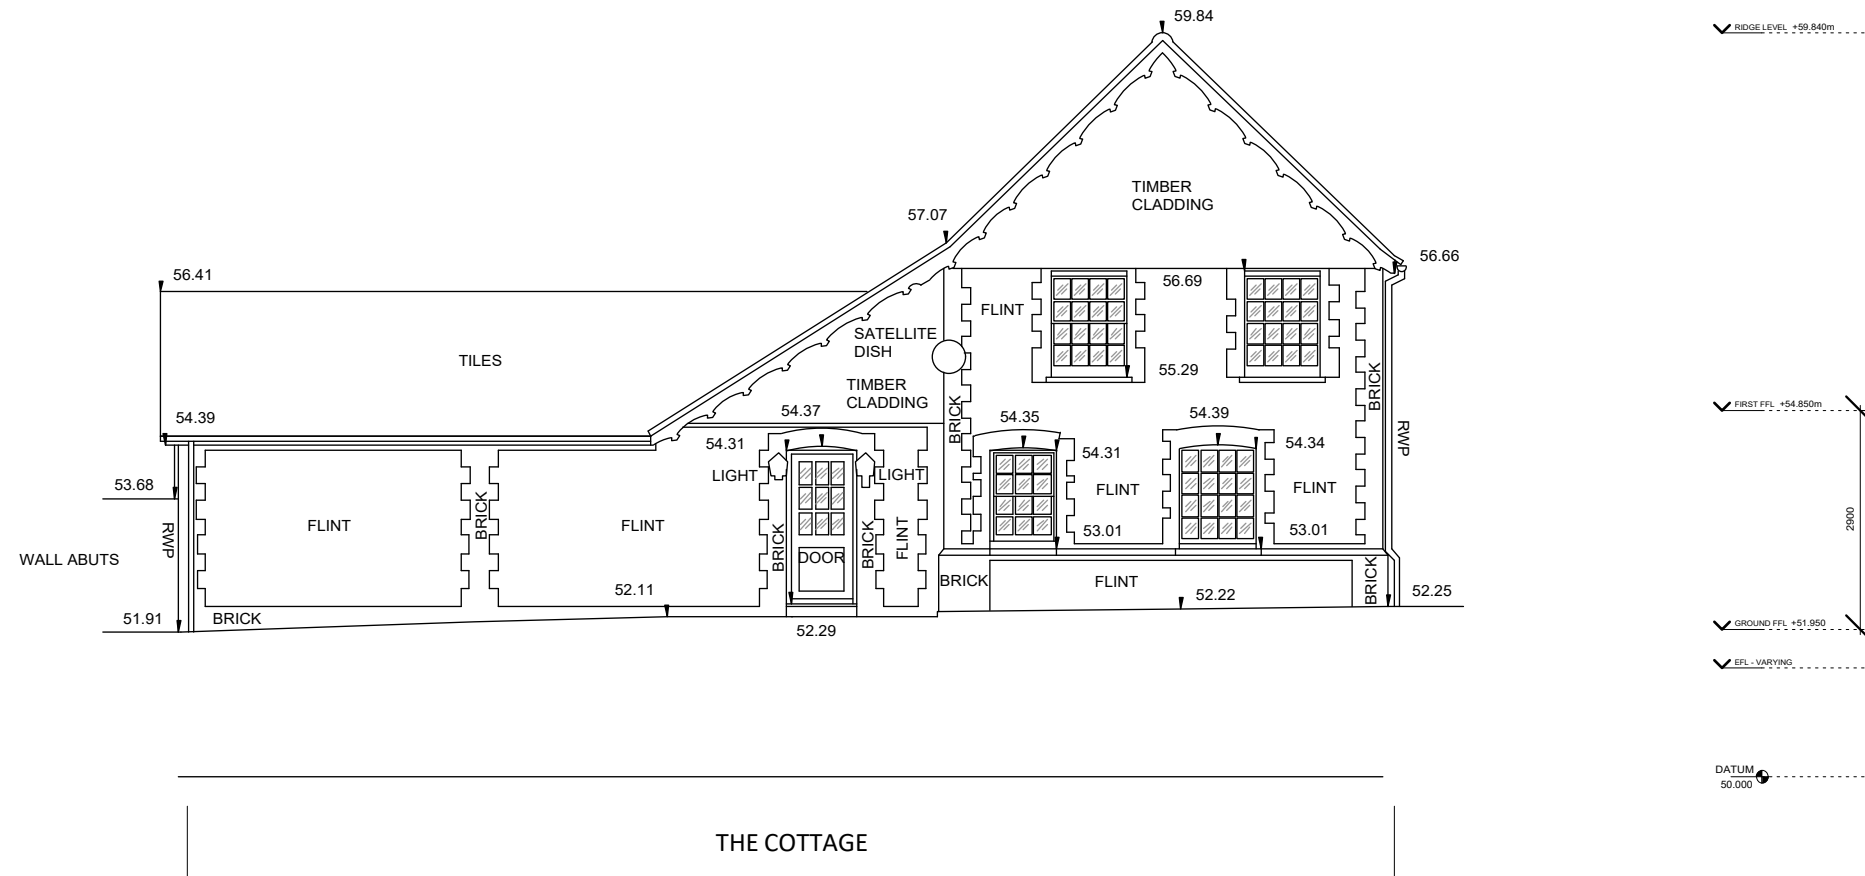 59.84
RIDGE LEVEL +59.840m
TIMBER
CLADDING
57.07
56.66
56.41
56.69
FLINT
SATELLITE
DISH
TILES
55.29
BRICK
TIMBER
CLADDING
FIRST FFL +54.850m
54.39
54.37
54.35
54.39
BRICK
RWP
54.31
54.31
54.34
LIGHT
LIGHT
53.68
FLINT
FLINT
BRICK
FLINT
FLINT
2900
RWP
53.01
53.01
WALL ABUTS
BRICK
DOOR
BRICK
FLINT
BRICK
FLINT
BRICK
52.11
52.22
52.25
51.91
BRICK
52.29
GROUND FFL +51.950
EFL - VARYING
DATUM
50.000
THE COTTAGE